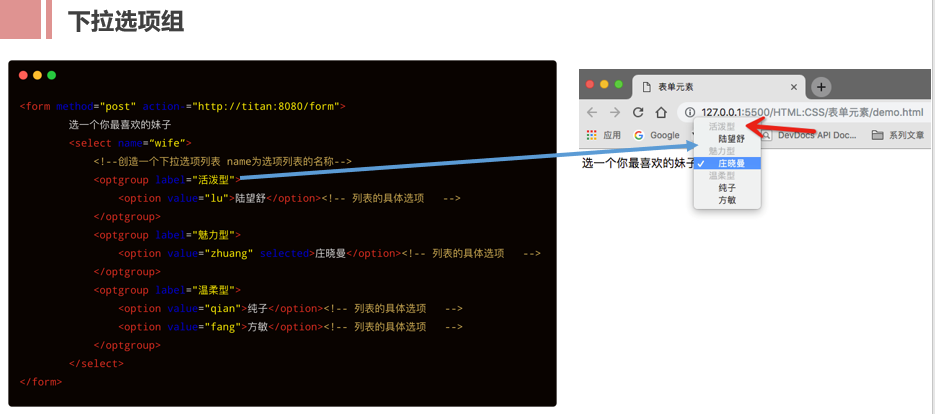 下拉选项组
<form method="post" action ="http://titan:8080/form">
选一个你最喜欢的妹子
<select name="wife">
<!--创造一个下拉选项列表 name为选项列表的名称-->
<optgroup label="活泼型">
<option value="lu">陆望舒</option><!-- 列表的具体选项 -->
</optgroup>
<optgroup label="魅力型">
<option value="zhuang" selected>庄晓曼</option><!-- 列表的具体选项 -->
</optgroup>
<optgroup label="温柔型">
<option value="qian">纯子</option><!-- 列表的具体选项 -->
<option value="fang">方敏</option><!-- 列表的具体选项 -->
</optgroup>
</select>
</form>
表单元素
127.0.0.1:5500/HTML:CSS/表单元素/demo.html
应用 Google DevDocs API Doc... 系列文章
选一个你最喜欢的妹子
活泼型
陆望舒
魅力型
✓ 庄晓曼
温柔型
纯子
方敏